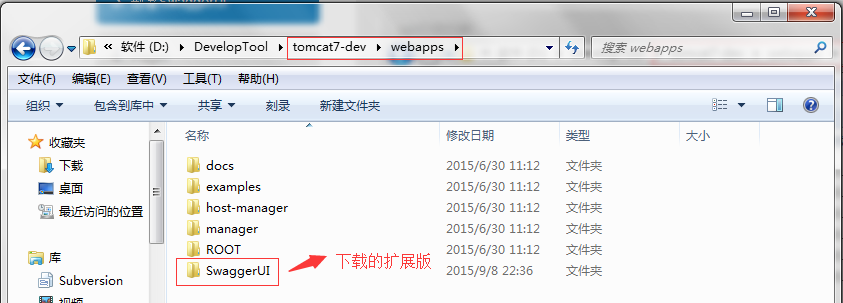 « 软件 (D:) ▸ DevelopTool ▸ tomcat7-dev ▸ webapps ▸ 搜索 webapps
文件(F) 编辑(E) 查看(V) 工具(T) 帮助(H)
组织 包含到库中 共享 刻录 新建文件夹
收藏夹
下载
桌面
最近访问的位置
库
Subversion
视频
名称 修改日期 类型 大小
docs 2015/6/30 11:12 文件夹
examples 2015/6/30 11:12 文件夹
host-manager 2015/6/30 11:12 文件夹
manager 2015/6/30 11:12 文件夹
ROOT 2015/6/30 11:12 文件夹
SwaggerUI 2015/9/8 22:36 文件夹
下载的扩展版